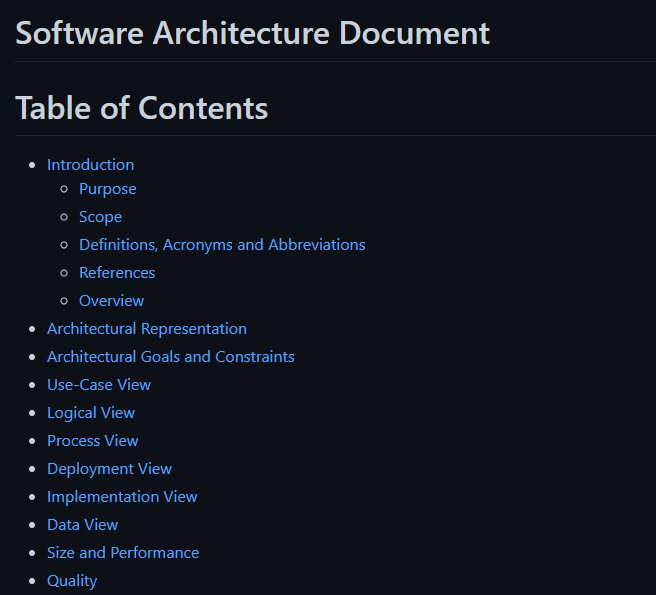 Software Architecture Document
Table of Contents
Introduction
Purpose
Scope
Definitions, Acronyms and Abbreviations
References
Overview
Architectural Representation
Architectural Goals and Constraints
Use-Case View
Logical View
Process View
Deployment View
Implementation View
Data View
Size and Performance
Quality